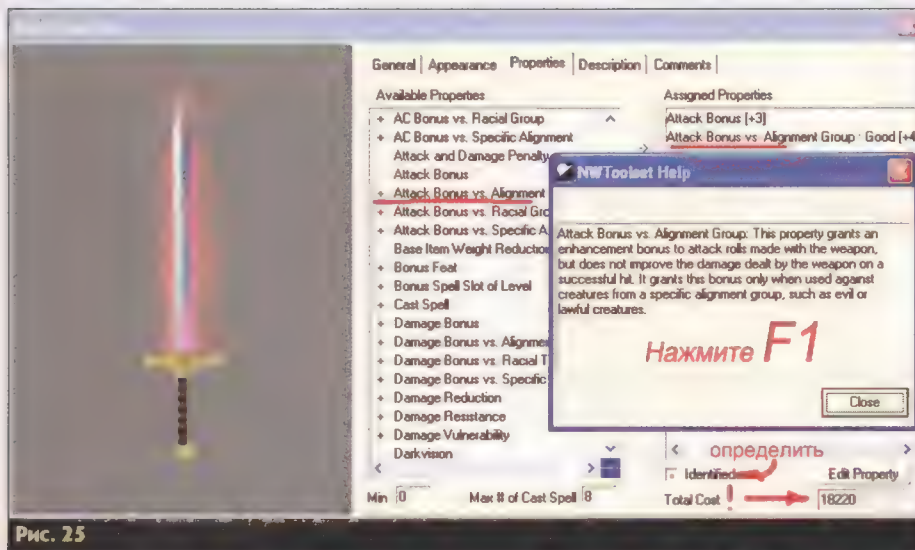 General | Appearance Properties | Description | Comments |
Available Properties
+ AC Bonus vs. Racial Group
+ AC Bonus vs. Specific Alignment
Attack and Damage Penalty
Attack Bonus
+ Attack Bonus vs. Alignment
+ Attack Bonus vs. Racial Gro
+ Attack Bonus vs. Specific A
Base Item Weight Reduction
+ Bonus Feat
+ Bonus Spell Slot of Level
+ Cast Spell
+ Damage Bonus
+ Damage Bonus vs. Alignme
+ Damage Bonus vs. Racial T
+ Damage Bonus vs. Specific
+ Damage Reduction
+ Damage Resistance
+ Damage Vulnerability
Darkvision
Min 0 Max # of Cast Spell 8
Assigned Properties
Attack Bonus [+3]
Attack Bonus vs. Alignment Group : Good [+4
NWToolset Help
Attack Bonus vs. Alignment Group: This property grants an
enhancement bonus to attack rolls made with the weapon,
but does not improve the damage dealt by the weapon on a
successful hit. It grants this bonus only when used against
creatures from a specific alignment group, such as evil or
lawful creatures.
Нажмите F1
Close
определить
Identified Edit Property
Total Cost ! 18220
Рис. 25